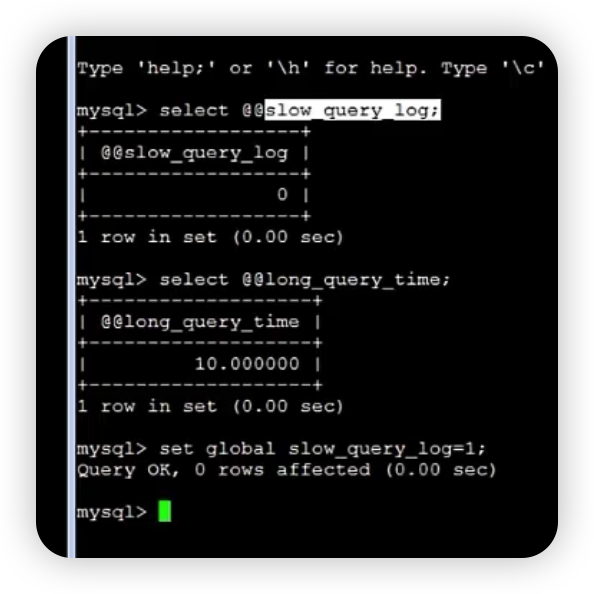 Type 'help;' or '\h' for help. Type '\c'
mysql> select @@slow_query_log;
+------------------+
| @@slow_query_log |
+------------------+
|                0 |
+------------------+
1 row in set (0.00 sec)
mysql> select @@long_query_time;
+-------------------+
| @@long_query_time |
+-------------------+
|         10.000000 |
+-------------------+
1 row in set (0.00 sec)
mysql> set global slow_query_log=1;
Query OK, 0 rows affected (0.00 sec)
mysql>